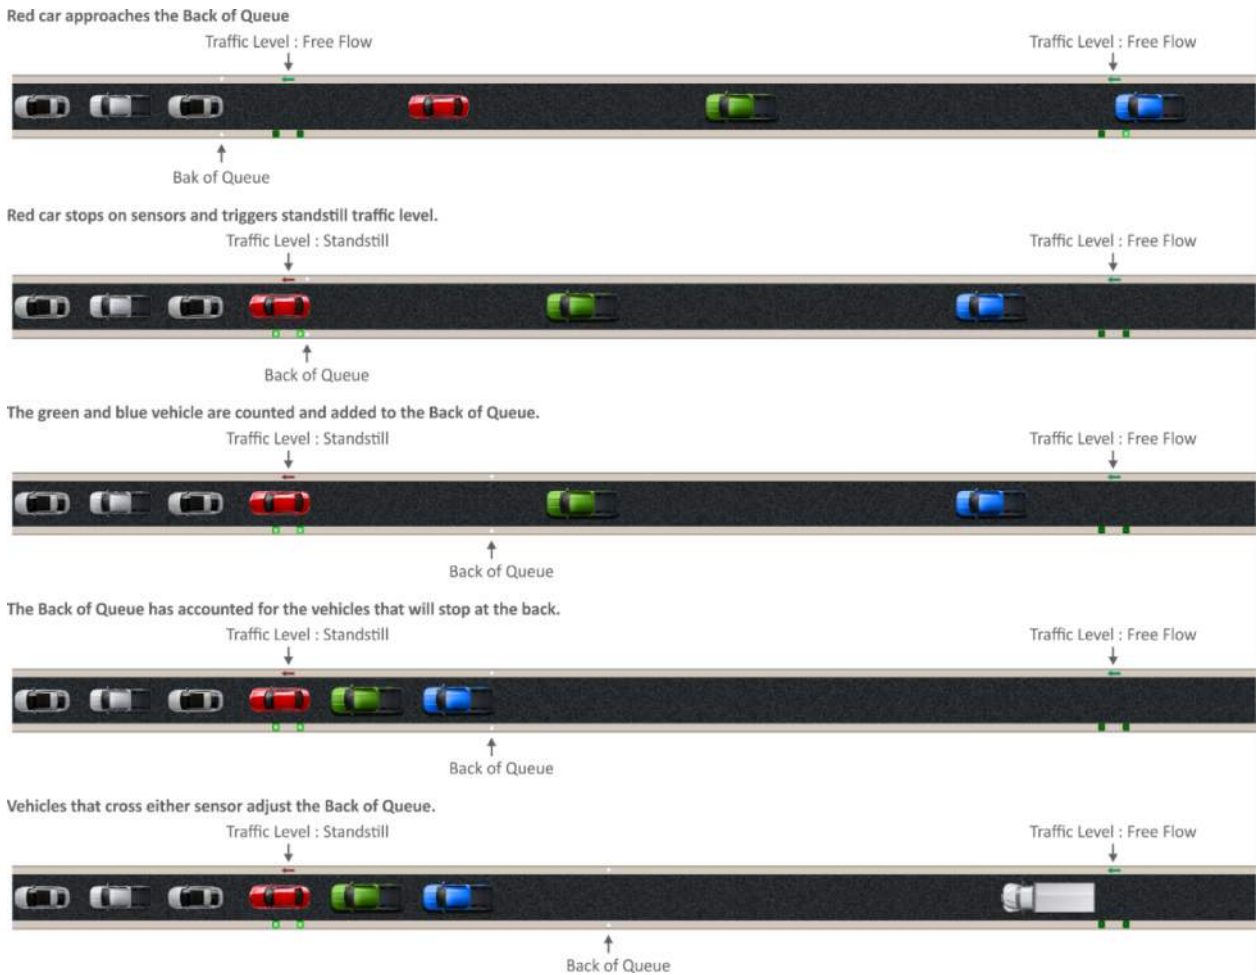 Red car approaches the Back of Queue
Traffic Level : Free Flow
Traffic Level : Free Flow
Bak of Queue
Red car stops on sensors and triggers standstill traffic level.
Traffic Level : Standstill
Traffic Level : Free Flow
Back of Queue
The green and blue vehicle are counted and added to the Back of Queue.
Traffic Level : Standstill
Traffic Level : Free Flow
Back of Queue
The Back of Queue has accounted for the vehicles that will stop at the back.
Traffic Level : Standstill
Traffic Level : Free Flow
Back of Queue
Vehicles that cross either sensor adjust the Back of Queue.
Traffic Level : Standstill
Traffic Level : Free Flow
Back of Queue